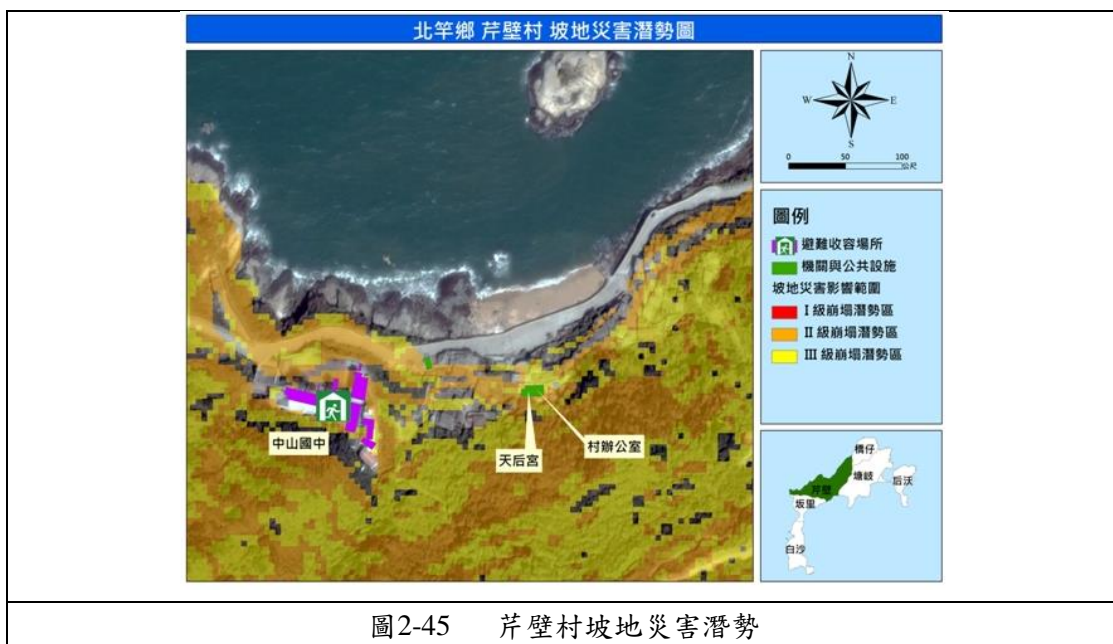 北竿鄉 芹壁村 坡地災害潛勢圖
N
W E
S
0 50 100
公尺
圖例
避難收容場所
機關與公共設施
坡地災害影響範圍
I 級崩塌潛勢區
II 級崩塌潛勢區
III 級崩塌潛勢區
中山國中
天后宮
村辦公室
橋仔
塘岐
后沃
芹壁
坂里
白沙
圖2-45 芹壁村坡地災害潛勢